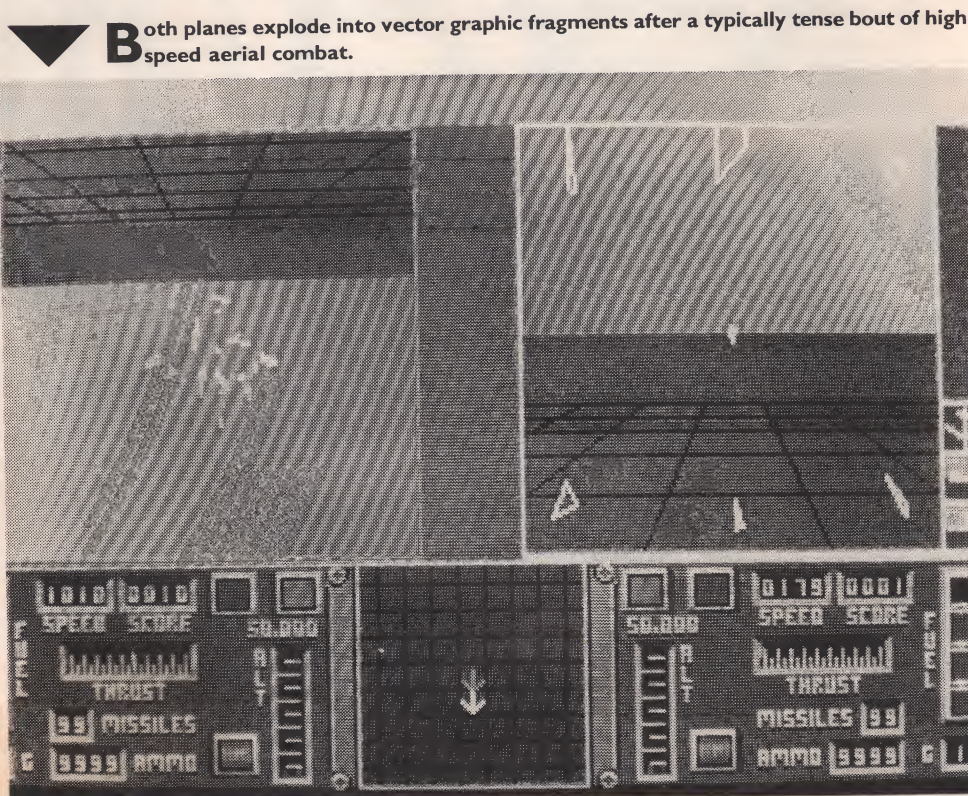 Both planes explode into vector graphic fragments after a typically tense bout of high
speed aerial combat.
1010 0010
SPEED SCORE
50.000
FUEL
THRUST
ALT
99 MISSILES
G 9999 AMMO
0179 0001
50.000 SPEED SCORE
ALT
THRUST
FUEL
MISSILES 99
AMMO 9999 G 1